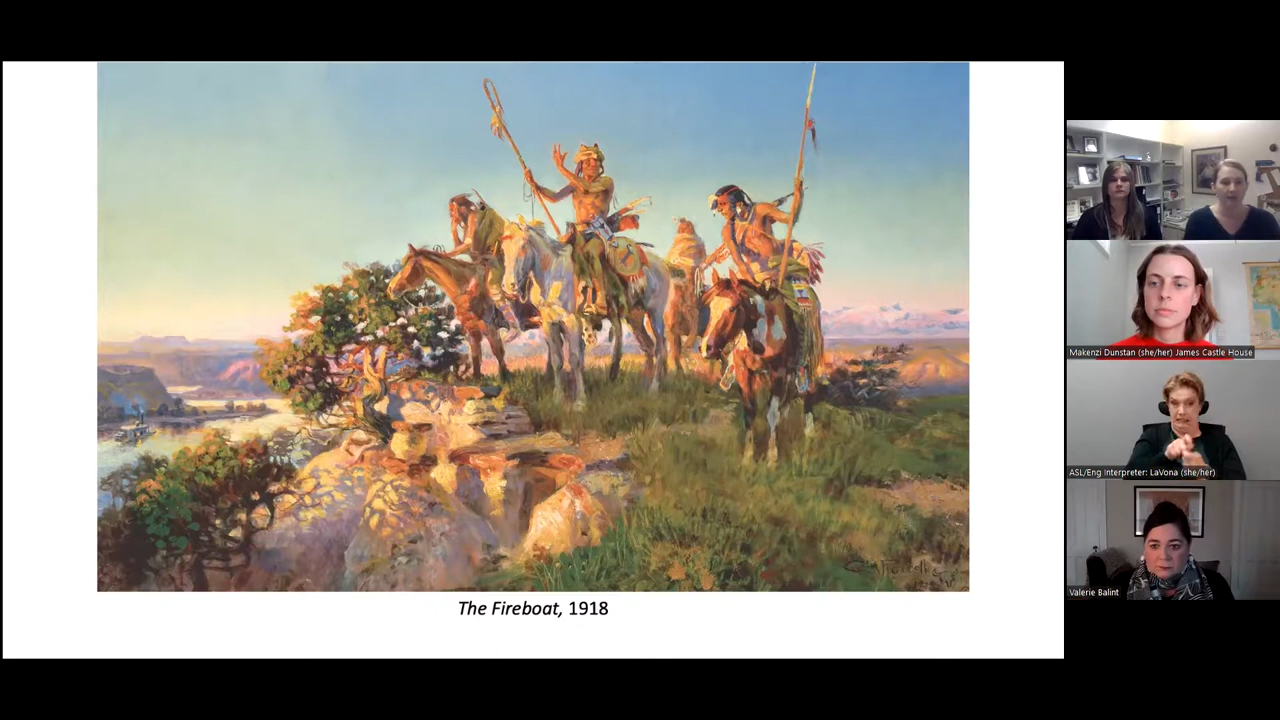 The Fireboat, 1918
Makenzi Dunstan (she/her) James Castle House
ASL/Eng Interpreter: LaVona (she/her)
Valerie Balint